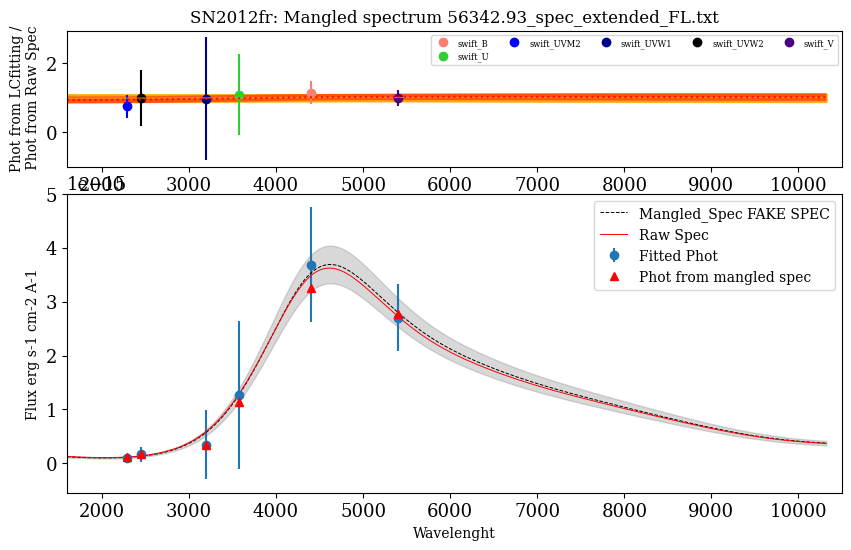 SN2012fr: Mangled spectrum 56342.93_spec_extended_FL.txt
Phot from LCfitting /
Phot from Raw Spec
swift_B swift_UVM2 swift_UVW1 swift_UVW2 swift_V
swift_U
2
0
2000 3000 4000 5000 6000 7000 8000 9000 10000
1e-15
5
4
3
2
1
0
Flux erg s-1 cm-2 A-1
Mangled_Spec FAKE SPEC
Raw Spec
Fitted Phot
Phot from mangled spec
2000 3000 4000 5000 6000 7000 8000 9000 10000
Wavelenght